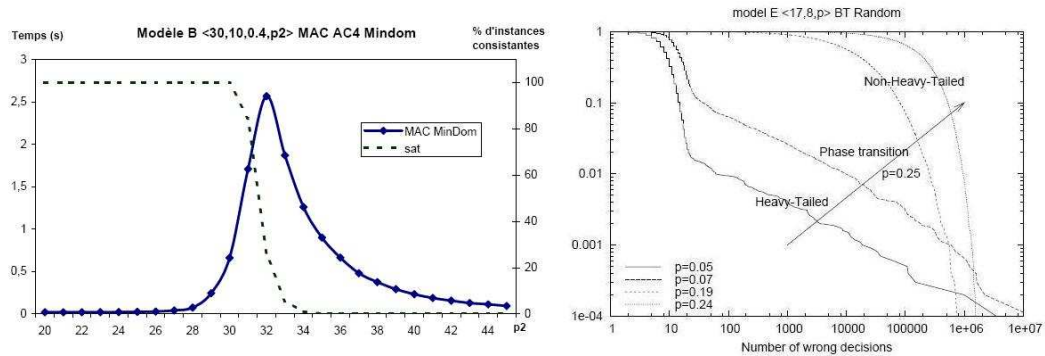 Modèle B <30,10,0.4,p2> MAC AC4 Mindom
Temps (s)
% d'instances
consistantes
3
2,5
2
1,5
1
0,5
0
100
80
60
40
20
0
MAC MinDom
sat
20 22 24 26 28 30 32 34 36 38 40 42 44
p2
model E <17,8,p> BT Random
1
0.1
0.01
0.001
1e-04
Non-Heavy-Tailed
Phase transition
p=0.25
Heavy-Tailed
p=0.05
p=0.07
p=0.19
p=0.24
1 10 100 1000 10000 100000 1e+06 1e+07
Number of wrong decisions